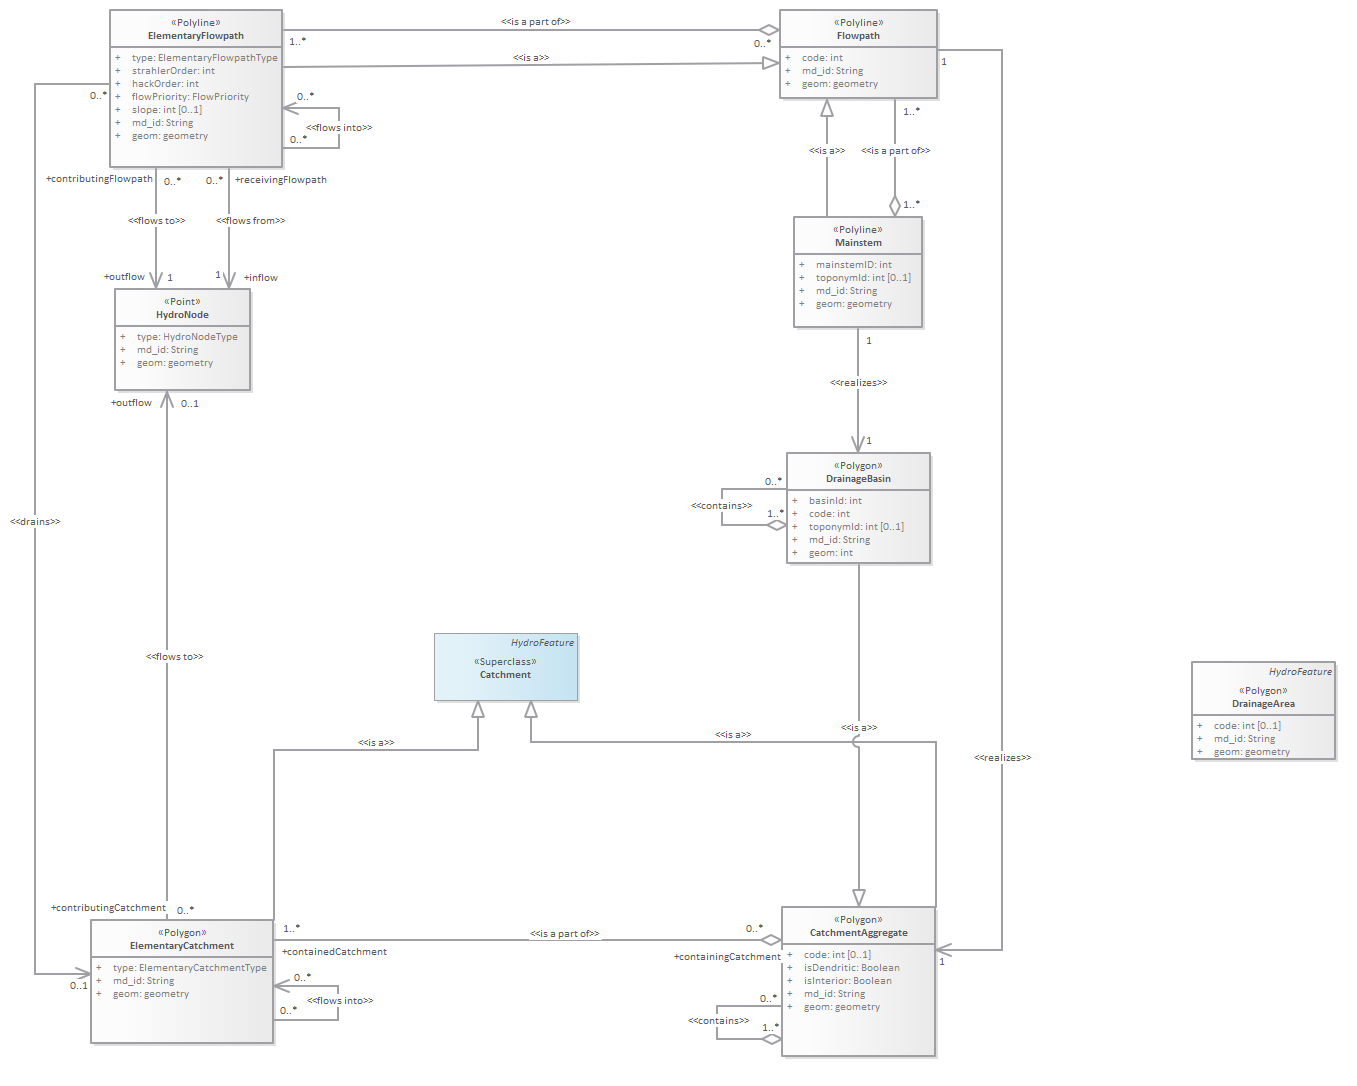 «Polyline»
ElementaryFlowpath
+ type: ElementaryFlowpathType
+ strahlerOrder: int
+ hackOrder: int
+ flowPriority: FlowPriority
+ slope: int [0..1]
+ md_id: String
+ geom: geometry
<<is a part of>>
1..*
0..*
<<is a>>
«Polyline»
Flowpath
+ code: int
+ md_id: String
+ geom: geometry
1
0..*
0..*
<<flows into>>
0..*
+contributingFlowpath
0..*
0..*
+receivingFlowpath
<<flows to>>
<<flows from>>
+outflow
1
1
+inflow
«Point»
HydroNode
+ type: HydroNodeType
+ md_id: String
+ geom: geometry
+outflow
0..1
1..*
<<is a>>
<<is a part of>>
1..*
«Polyline»
Mainstem
+ mainstemID: int
+ toponymId: int [0..1]
+ md_id: String
+ geom: geometry
1
<<realizes>>
1
«Polygon»
DrainageBasin
+ basinId: int
+ code: int
+ toponymId: int [0..1]
+ md_id: String
+ geom: int
0..*
<<contains>>
1..*
<<drains>>
<<flows to>>
HydroFeature
«Superclass»
Catchment
<<is a>>
<<is a>>
<<is a>>
<<realizes>>
HydroFeature
«Polygon»
DrainageArea
+ code: int [0..1]
+ md_id: String
+ geom: geometry
+contributingCatchment
0..*
«Polygon»
ElementaryCatchment
+ type: ElementaryCatchmentType
+ md_id: String
+ geom: geometry
0..1
1..*
+containedCatchment
<<is a part of>>
0..*
+containingCatchment
0..*
<<flows into>>
0..*
«Polygon»
CatchmentAggregate
+ code: int [0..1]
+ isDendritic: Boolean
+ isInterior: Boolean
+ md_id: String
+ geom: geometry
1
0..*
<<contains>>
1..*